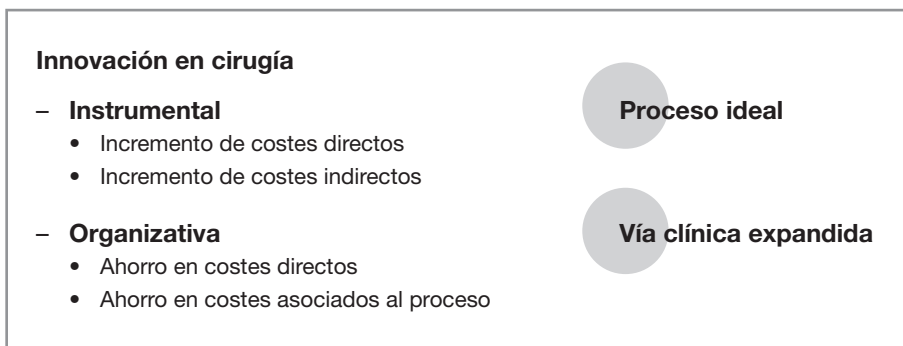 Innovación en cirugía
– Instrumental
• Incremento de costes directos
• Incremento de costes indirectos
– Organizativa
• Ahorro en costes directos
• Ahorro en costes asociados al proceso
Proceso ideal
Vía clínica expandida